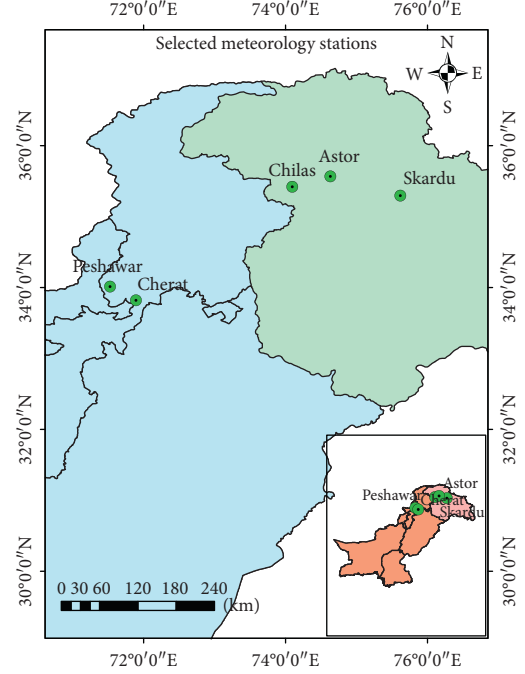 72°0′0″E 74°0′0″E 76°0′0″E
Selected meteorology stations
N
W E
S
36°0′0″N 36°0′0″N
Astor
Chilas
Skardu
Peshawar
Cherat
34°0′0″N 34°0′0″N
32°0′0″N 32°0′0″N
Astor
Peshawar
Cherat
Skardu
30°0′0″N 30°0′0″N
0 30 60 120 180 240
(km)
72°0′0″E 74°0′0″E 76°0′0″E